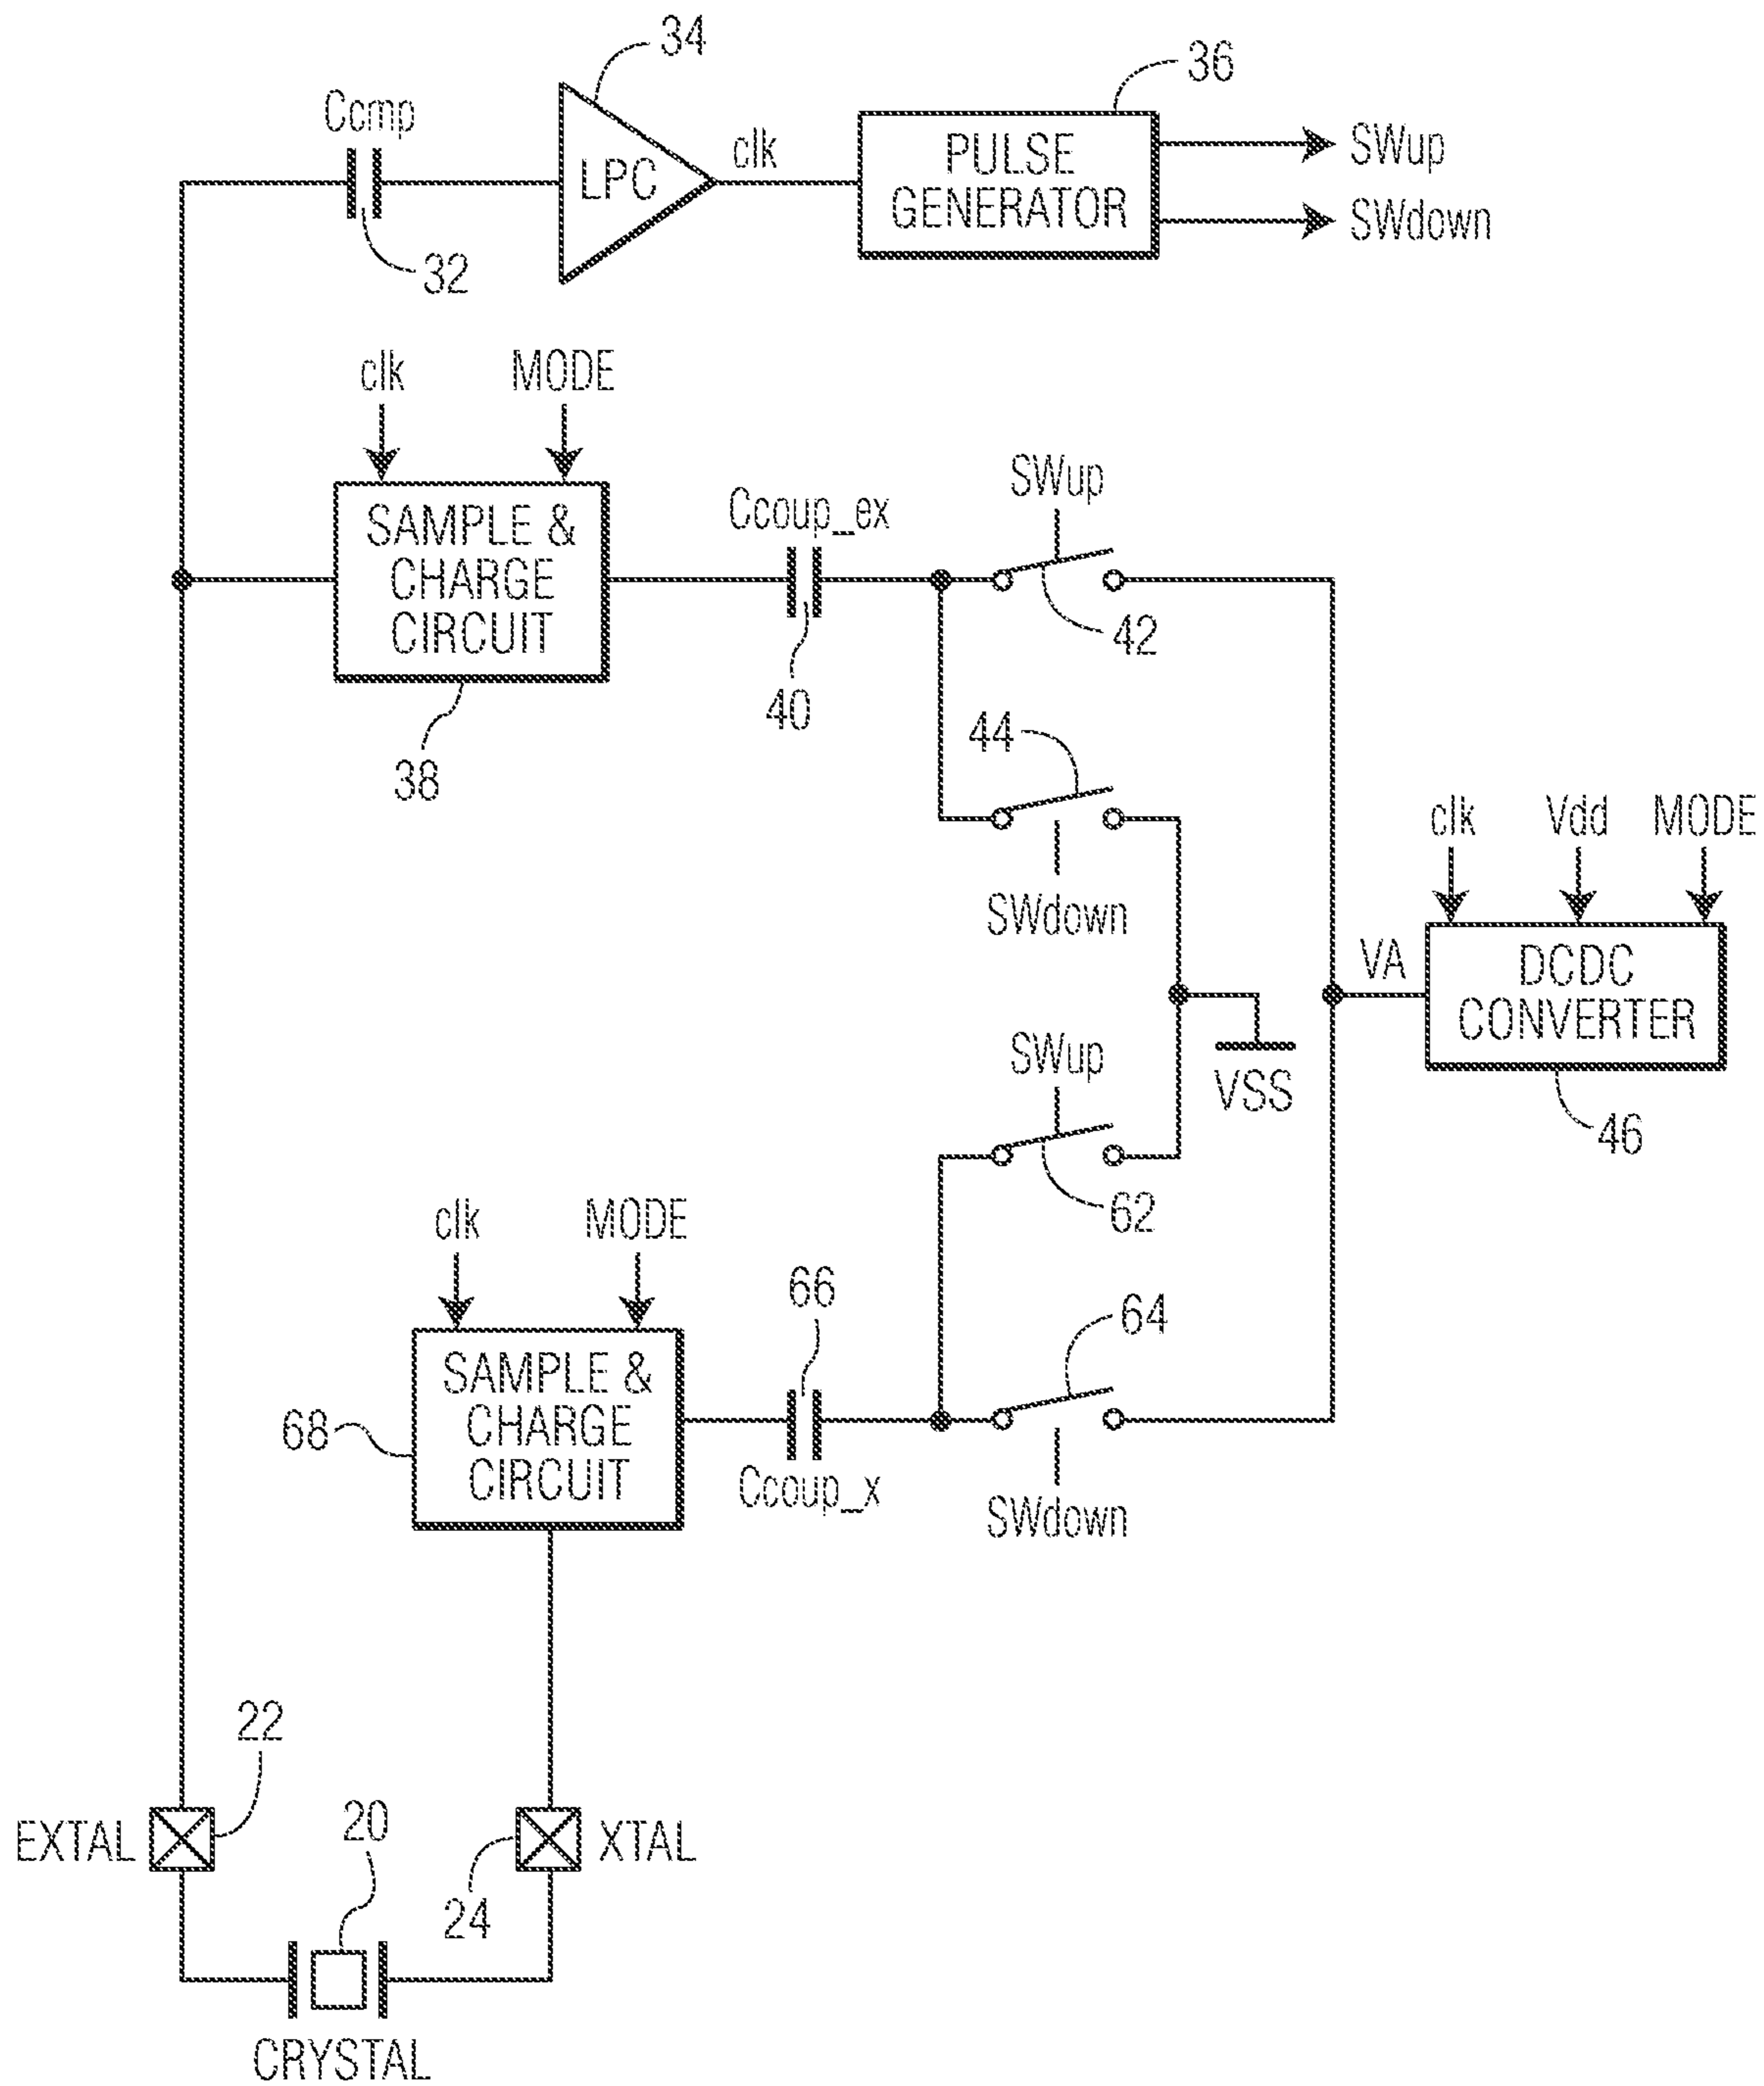 34
36
Ccmp
LPC
clk
PULSE
GENERATOR
SWup
SWdown
32
clk
MODE
SAMPLE &
CHARGE
CIRCUIT
38
Ccoup_ex
40
SWup
42
44
SWdown
clk
Vdd
MODE
VA
DCDC
CONVERTER
46
VSS
SWup
62
clk
MODE
SAMPLE &
CHARGE
CIRCUIT
68
66
Ccoup_x
64
SWdown
22
EXTAL
20
24
XTAL
CRYSTAL